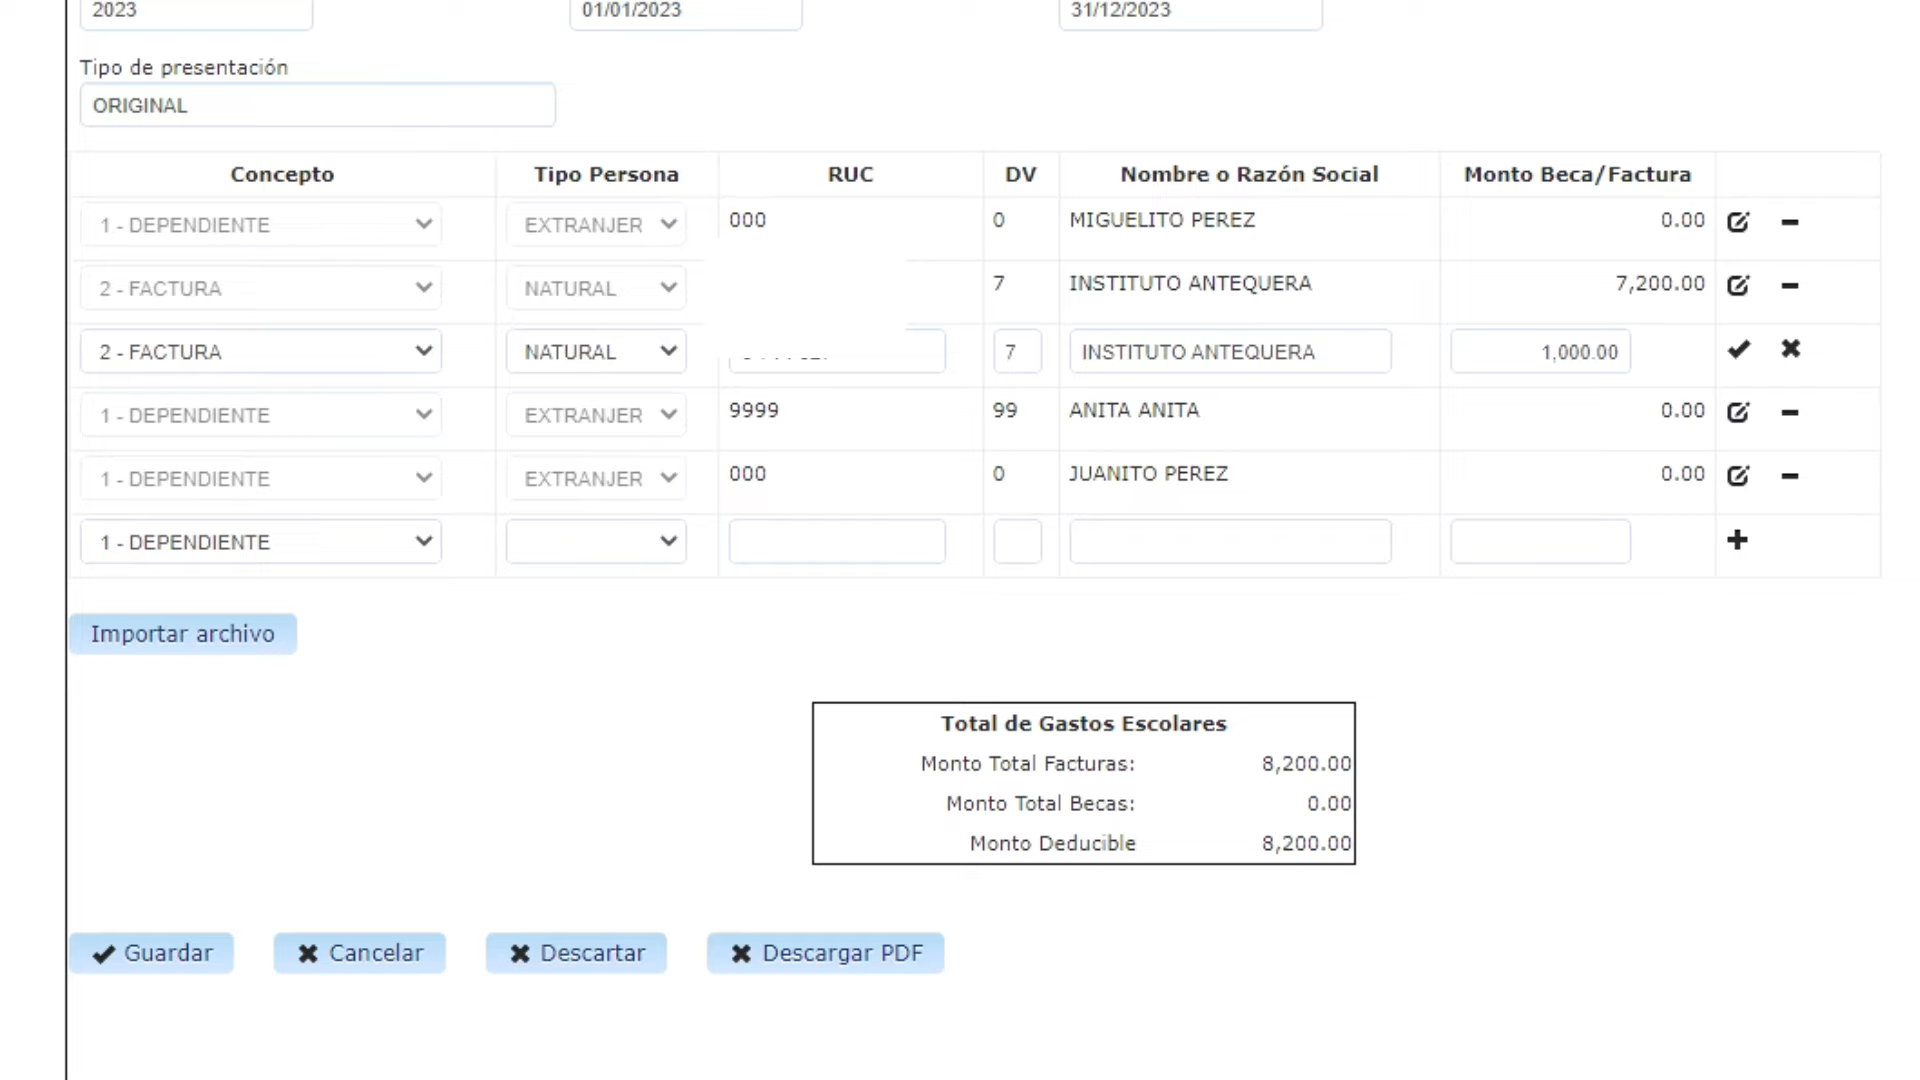 2023 01/01/2023 31/12/2023
Tipo de presentación
ORIGINAL
Concepto Tipo Persona RUC DV Nombre o Razón Social Monto Beca/Factura
1 - DEPENDIENTE EXTRANJER 000 0 MIGUELITO PEREZ 0.00
2 - FACTURA NATURAL 7 INSTITUTO ANTEQUERA 7,200.00
2 - FACTURA NATURAL 7 INSTITUTO ANTEQUERA 1,000.00
1 - DEPENDIENTE EXTRANJER 9999 99 ANITA ANITA 0.00
1 - DEPENDIENTE EXTRANJER 000 0 JUANITO PEREZ 0.00
1 - DEPENDIENTE
Importar archivo
Total de Gastos Escolares
Monto Total Facturas: 8,200.00
Monto Total Becas: 0.00
Monto Deducible 8,200.00
Guardar Cancelar Descartar Descargar PDF